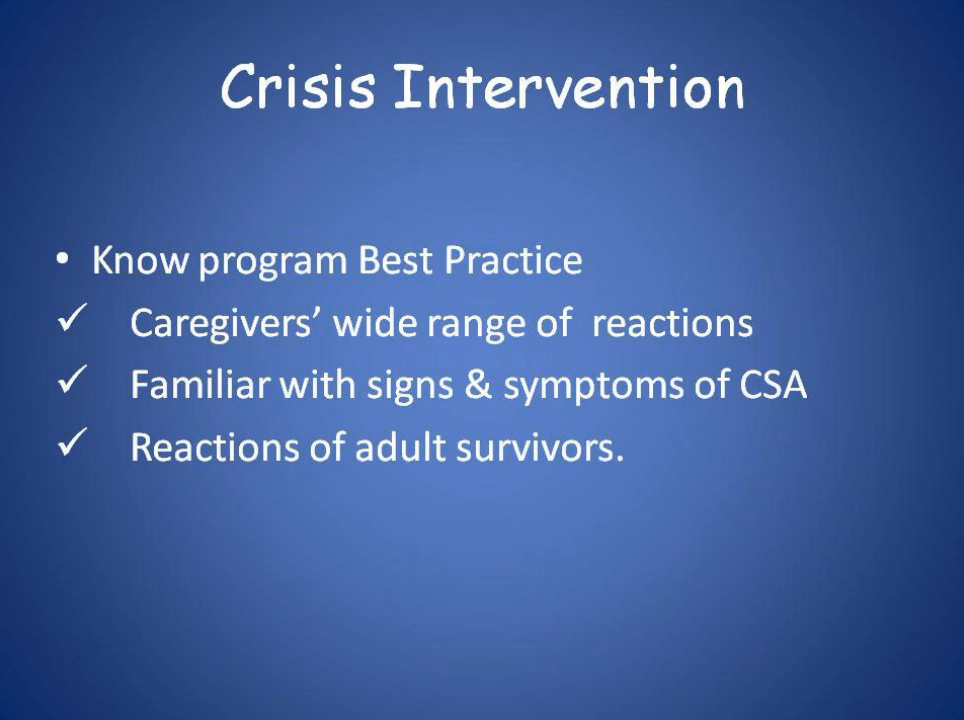 Crisis Intervention
• Know program Best Practice
✓ Caregivers’ wide range of  reactions
✓ Familiar with signs & symptoms of CSA
✓ Reactions of adult survivors.